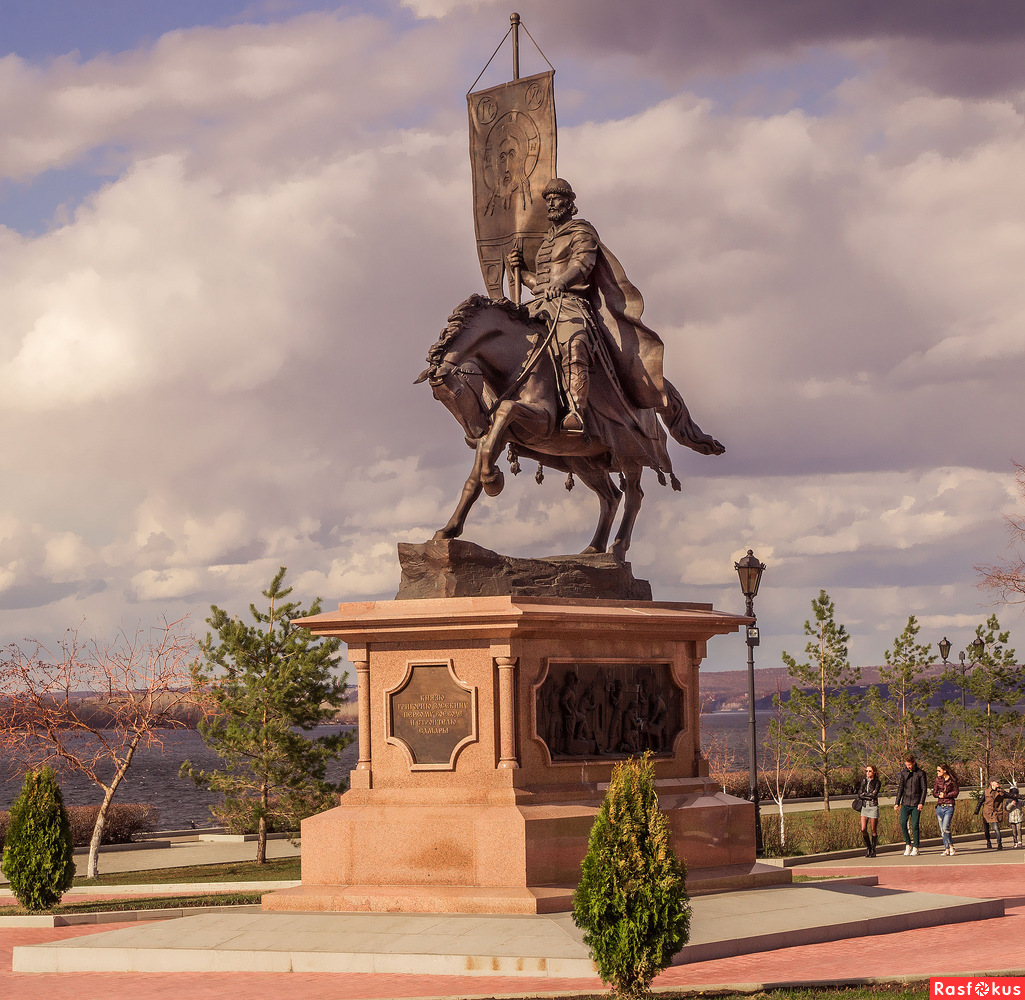 КНЯЗЮ
ГРИГОРИЮ ЗАСЕКИНУ
ПЕРВОМУ ВОЕВОДЕ
И СТРОИТЕЛЮ
САМАРЫ
RasFokus